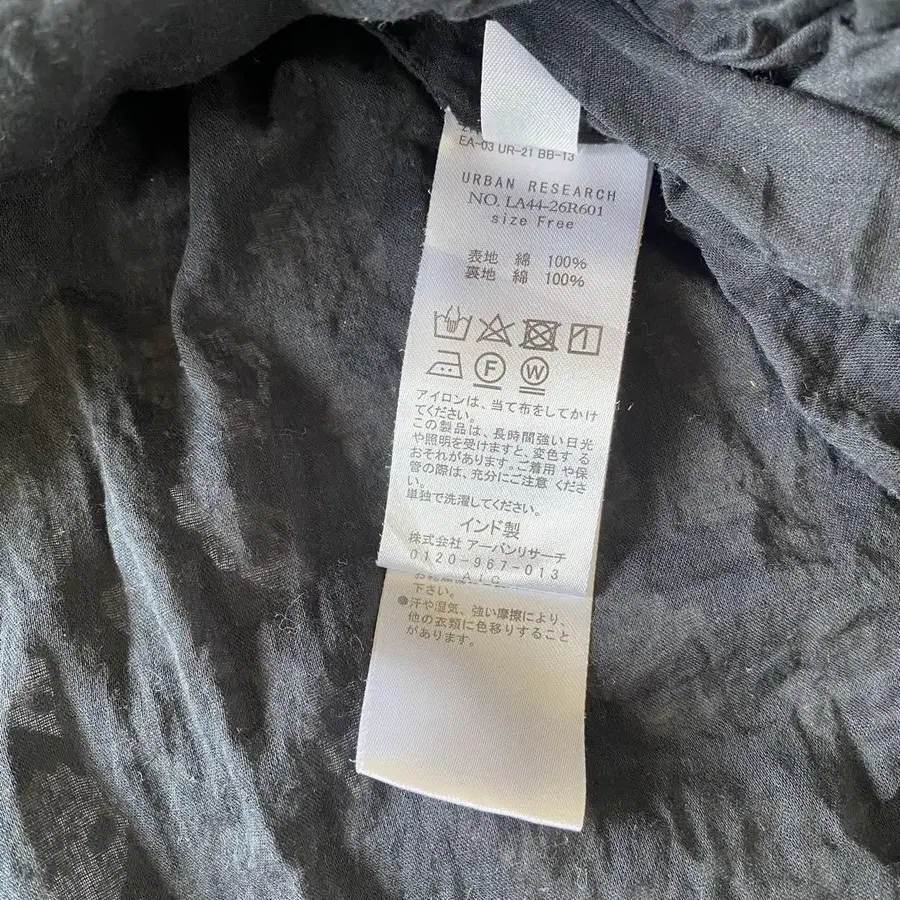 EA-03 UR-21 BB-13
URBAN RESEARCH
NO. LA44-26R601
size Free
表地 綿 100%
裏地 綿 100%
F W
アイロンは、当て布をしてかけ
てください。
この製品は、長時間強い日光
や照明を受けますと、変色する
おそれがあります。ご着用 や保
管の際は、充分にご注意 くださ
い。
単独で洗濯してください。
インド製
株式会社 アーバンリサーチ
0120-967-013
下さい。
●汗や湿気、強い摩擦により、
他の衣類に色移りすること
があります。